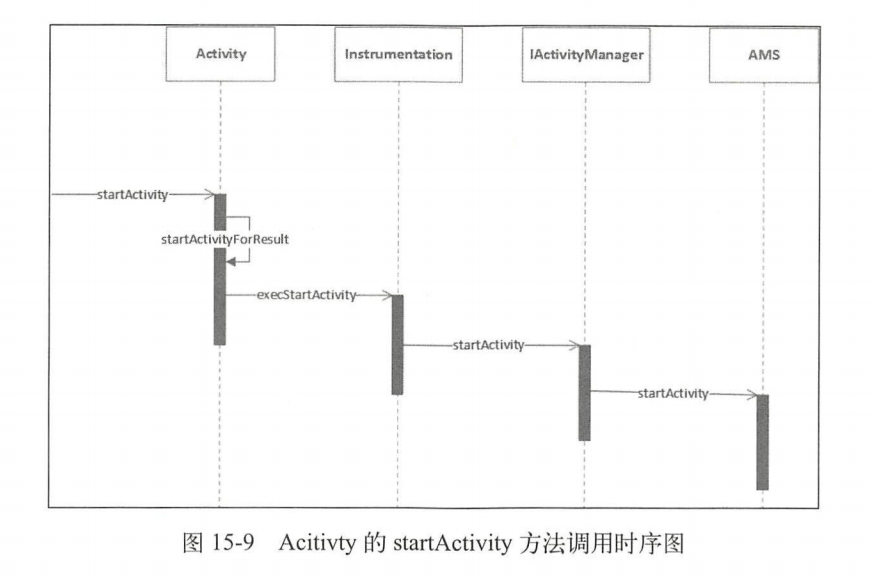 Activity
Instrumentation
IActivityManager
AMS
startActivity
startActivityForResult
execStartActivity
startActivity
startActivity
图 15-9 Acitivty 的 startActivity 方法调用时序图